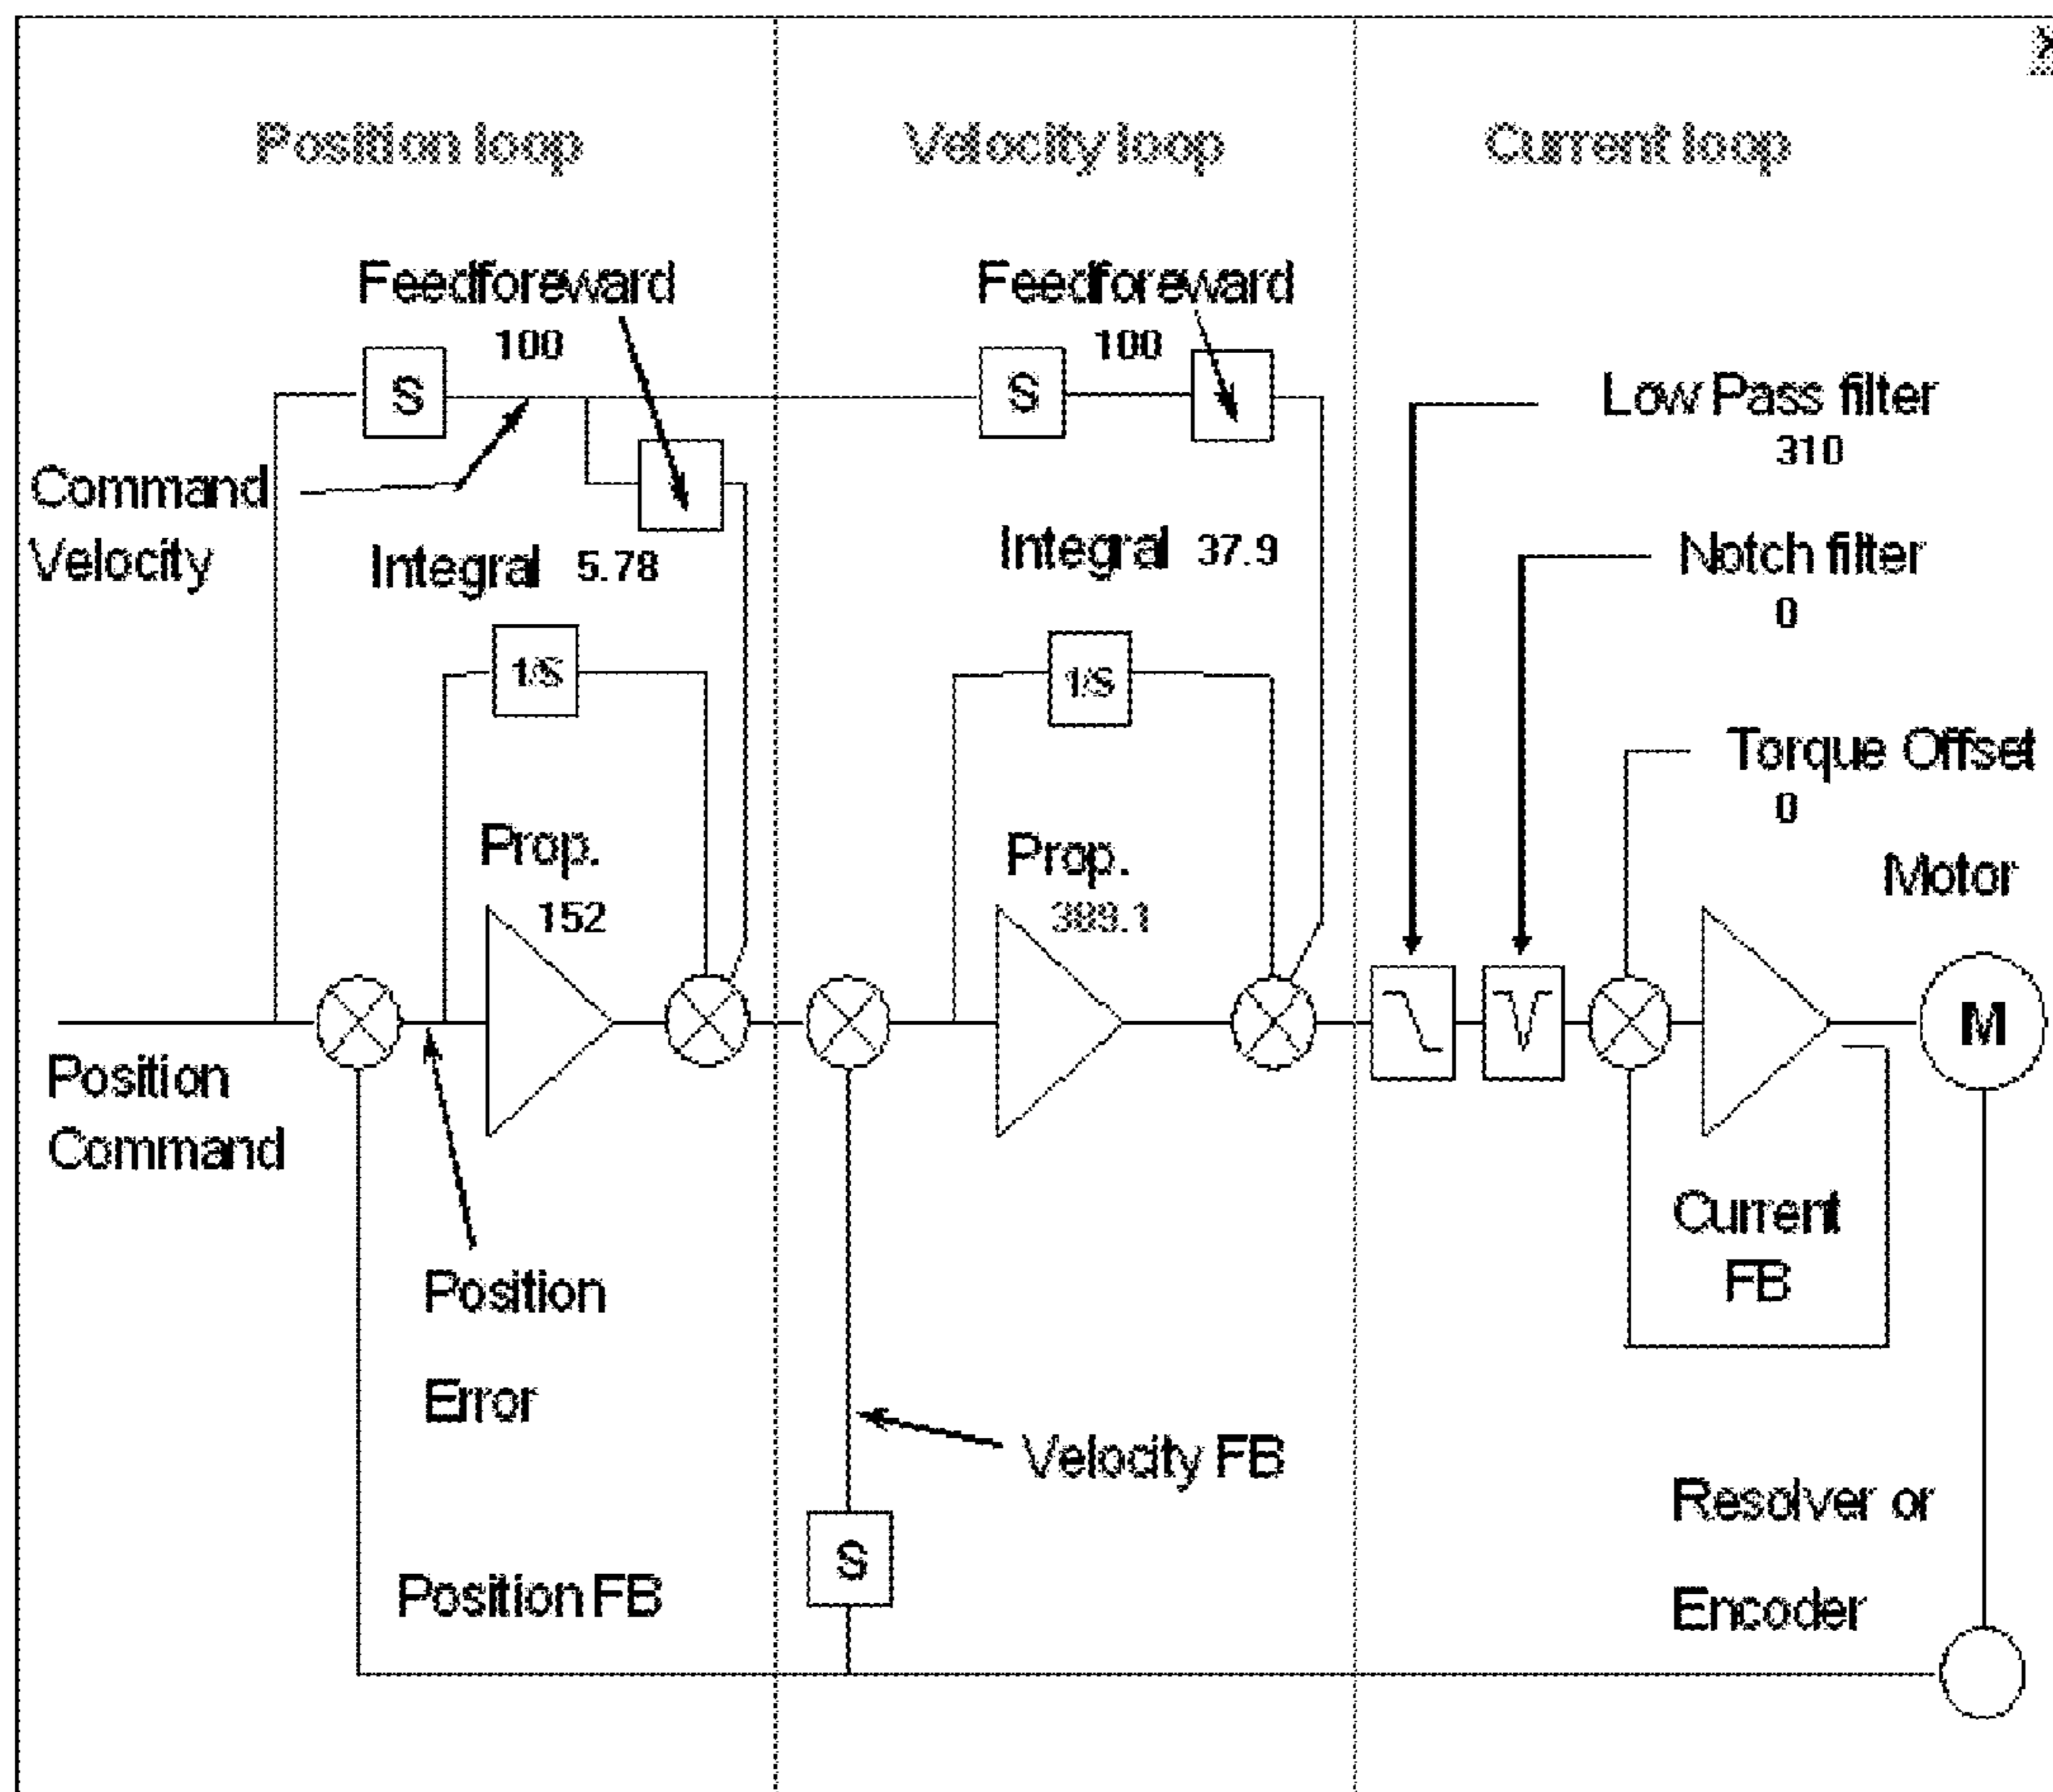 Position loop
Velocity loop
Current loop
Feedforeward
100
Feedforeward
100
S
S
Low Pass filter
310
Command
Velocity
Integral 5.78
Integral 37.9
Notch filter
0
1/S
1/S
Torque Offset
0
Prop.
152
Prop.
Motor
M
Position
Command
Current
FB
Position
Error
Velocity FB
Resolver or
Encoder
S
Position FB